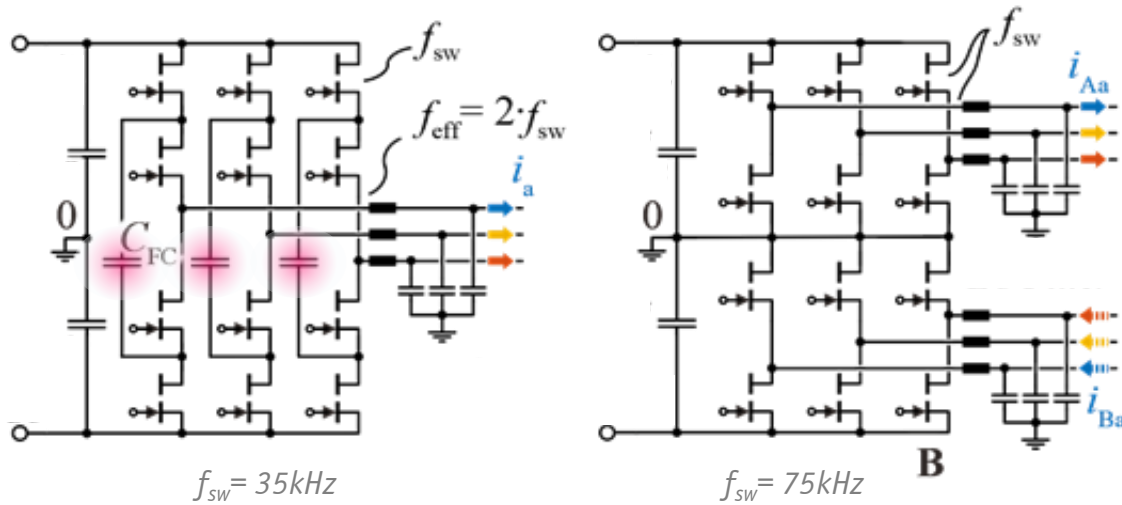 f_sw
f_eff = 2·f_sw
i_a
0
C_FC
f_sw = 35kHz
f_sw
i_Aa
0
i_Ba
B
f_sw = 75kHz